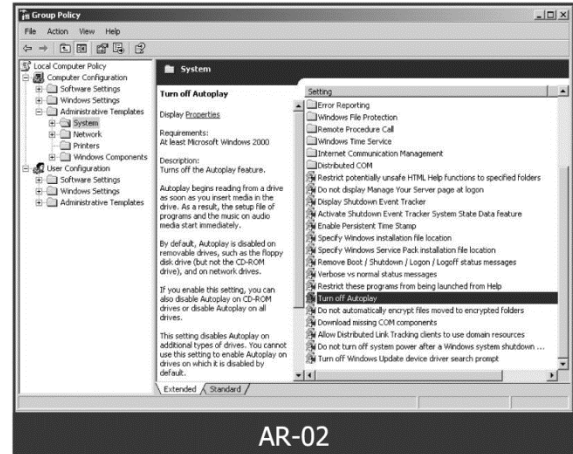 Group Policy
File Action View Help
Local Computer Policy
Computer Configuration
Software Settings
Windows Settings
Administrative Templates
System
Network
Printers
Windows Components
User Configuration
Software Settings
Windows Settings
Administrative Templates
System
Turn off Autoplay
Display Properties
Requirements:
At least Microsoft Windows 2000
Description:
Turns off the Autoplay feature.
Autoplay begins reading from a drive
as soon as you insert media in the
drive. As a result, the setup file of
programs and the music on audio
media start immediately.
By default, Autoplay is disabled on
removable drives, such as the floppy
disk drive (but not the CD-ROM
drive), and on network drives.
If you enable this setting, you can
also disable Autoplay on CD-ROM
drives or disable Autoplay on all
drives.
This setting disables Autoplay on
additional types of drives. You cannot
use this setting to enable Autoplay on
drives on which it is disabled by
default.
Setting
Error Reporting
Windows File Protection
Remote Procedure Call
Windows Time Service
Internet Communication Management
Distributed COM
Restrict potentially unsafe HTML Help functions to specified folders
Do not display Manage Your Server page at logon
Display Shutdown Event Tracker
Activate Shutdown Event Tracker System State Data feature
Enable Persistent Time Stamp
Specify Windows installation file location
Specify Windows Service Pack installation file location
Remove Boot / Shutdown / Logon / Logoff status messages
Verbose vs normal status messages
Restrict these programs from being launched from Help
Turn off Autoplay
Do not automatically encrypt files moved to encrypted folders
Download missing COM components
Allow Distributed Link Tracking clients to use domain resources
Do not turn off system power after a Windows system shutdown ...
Turn off Windows Update device driver search prompt
Extended Standard
AR-02